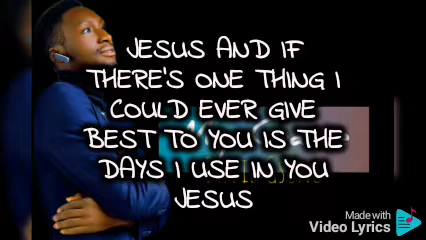 JESUS AND IF
THERE'S ONE THING I
COULD EVER GIVE
BEST TO YOU IS THE
DAYS I USE IN YOU
JESUS
Made with
Video Lyrics